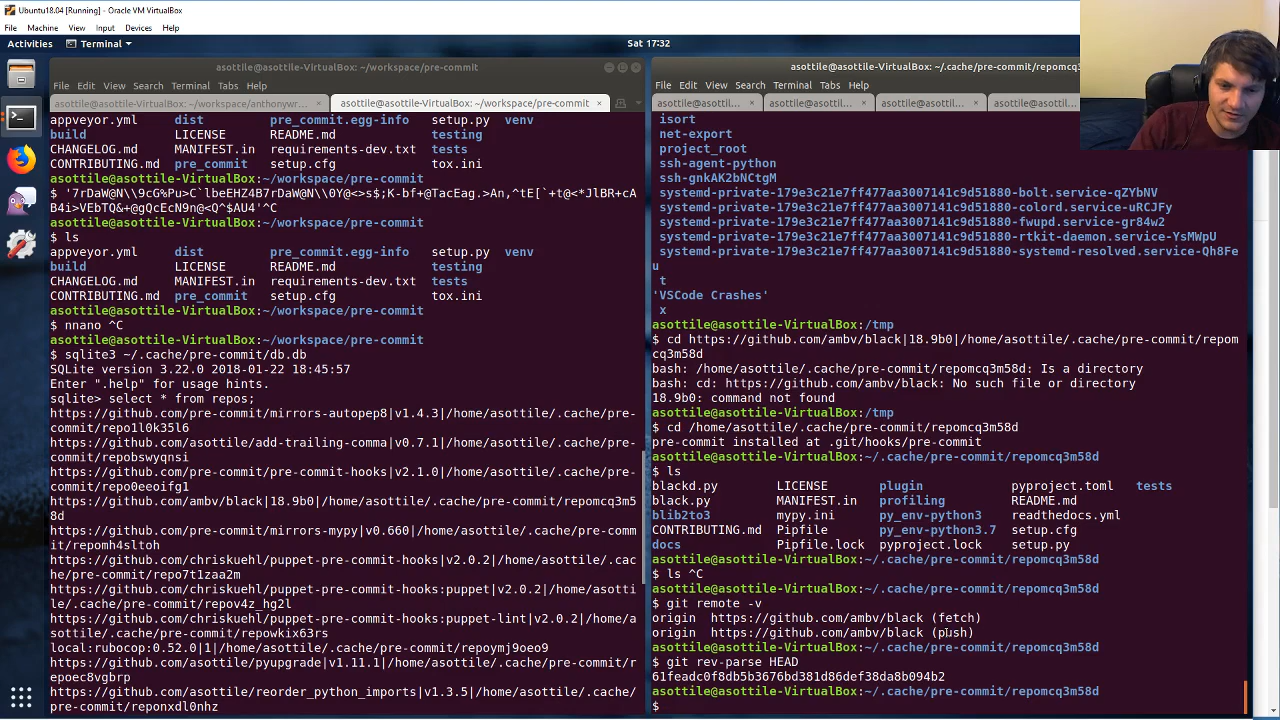 Ubuntu18.04 [Running] - Oracle VM VirtualBox
File Machine View Input Devices Help
Activities Terminal Sat 17:32
asottile@asottile-VirtualBox: ~/workspace/pre-commit
File Edit View Search Terminal Tabs Help
asottile@asottile-VirtualBox: ~/workspace/anthonywr... × asottile@asottile-VirtualBox: ~/workspace/pre-commit ×
appveyor.yml dist pre_commit.egg-info setup.py venv
build LICENSE README.md testing
CHANGELOG.md MANIFEST.in requirements-dev.txt tests
CONTRIBUTING.md pre_commit setup.cfg tox.ini
asottile@asottile-VirtualBox:~/workspace/pre-commit
$ '7rDaW@N\\9cG%Pu>C`lbeEHZ4B7rDaW@N\\0Y@<>s$;K-bf+@TacEag.>An,^tE[`+t@<*JlBR+cA
B4i>VEbTQ&+@gQcEcN9n@<Q^$AU4'^C
asottile@asottile-VirtualBox:~/workspace/pre-commit
$ ls
appveyor.yml dist pre_commit.egg-info setup.py venv
build LICENSE README.md testing
CHANGELOG.md MANIFEST.in requirements-dev.txt tests
CONTRIBUTING.md pre_commit setup.cfg tox.ini
asottile@asottile-VirtualBox:~/workspace/pre-commit
$ nnano ^C
asottile@asottile-VirtualBox:~/workspace/pre-commit
$ sqlite3 ~/.cache/pre-commit/db.db
SQLite version 3.22.0 2018-01-22 18:45:57
Enter ".help" for usage hints.
sqlite> select * from repos;
https://github.com/pre-commit/mirrors-autopep8|v1.4.3|/home/asottile/.cache/pre-
commit/repo1l0k35l6
https://github.com/asottile/add-trailing-comma|v0.7.1|/home/asottile/.cache/pre-
commit/repobswyqnsi
https://github.com/pre-commit/pre-commit-hooks|v2.1.0|/home/asottile/.cache/pre-
commit/repo0eeoifg1
https://github.com/ambv/black|18.9b0|/home/asottile/.cache/pre-commit/repomcq3m5
8d
https://github.com/pre-commit/mirrors-mypy|v0.660|/home/asottile/.cache/pre-comm
it/repomh4sltoh
https://github.com/chriskuehl/puppet-pre-commit-hooks|v2.0.2|/home/asottile/.cac
he/pre-commit/repo7t1zaa2m
https://github.com/chriskuehl/puppet-pre-commit-hooks:puppet|v2.0.2|/home/asotti
le/.cache/pre-commit/repov4z_hg2l
https://github.com/chriskuehl/puppet-pre-commit-hooks:puppet-lint|v2.0.2|/home/a
sottile/.cache/pre-commit/repowkix63rs
local:rubocop:0.52.0|1|/home/asottile/.cache/pre-commit/repoymj9oeo9
https://github.com/asottile/pyupgrade|v1.11.1|/home/asottile/.cache/pre-commit/r
epoec8vgbrp
https://github.com/asottile/reorder_python_imports|v1.3.5|/home/asottile/.cache/
pre-commit/reponxdl0nhz
asottile@asottile-VirtualBox: ~/.cache/pre-commit/repomcq3
File Edit View Search Terminal Tabs Help
asottile@asottil... × asottile@asottil... × asottile@asottil... × asottile@asottil...
isort
net-export
project_root
ssh-agent-python
ssh-gnkAK2bNCtgM
systemd-private-179e3c21e7ff477aa3007141c9d51880-bolt.service-qZYbNV
systemd-private-179e3c21e7ff477aa3007141c9d51880-colord.service-uRCJFy
systemd-private-179e3c21e7ff477aa3007141c9d51880-fwupd.service-gr84w2
systemd-private-179e3c21e7ff477aa3007141c9d51880-rtkit-daemon.service-YsMWpU
systemd-private-179e3c21e7ff477aa3007141c9d51880-systemd-resolved.service-Qh8Fe
u
t
'VSCode Crashes'
x
asottile@asottile-VirtualBox:/tmp
$ cd https://github.com/ambv/black|18.9b0|/home/asottile/.cache/pre-commit/repom
cq3m58d
bash: /home/asottile/.cache/pre-commit/repomcq3m58d: Is a directory
bash: cd: https://github.com/ambv/black: No such file or directory
18.9b0: command not found
asottile@asottile-VirtualBox:/tmp
$ cd /home/asottile/.cache/pre-commit/repomcq3m58d
pre-commit installed at .git/hooks/pre-commit
asottile@asottile-VirtualBox:~/.cache/pre-commit/repomcq3m58d
$ ls
blackd.py LICENSE plugin pyproject.toml tests
black.py MANIFEST.in profiling README.md
blib2to3 mypy.ini py_env-python3 readthedocs.yml
CONTRIBUTING.md Pipfile py_env-python3.7 setup.cfg
docs Pipfile.lock pyproject.lock setup.py
asottile@asottile-VirtualBox:~/.cache/pre-commit/repomcq3m58d
$ ls ^C
asottile@asottile-VirtualBox:~/.cache/pre-commit/repomcq3m58d
$ git remote -v
origin https://github.com/ambv/black (fetch)
origin https://github.com/ambv/black (push)
asottile@asottile-VirtualBox:~/.cache/pre-commit/repomcq3m58d
$ git rev-parse HEAD
61feadc0f8db5b3676bd381d86def38da8b094b2
asottile@asottile-VirtualBox:~/.cache/pre-commit/repomcq3m58d
$